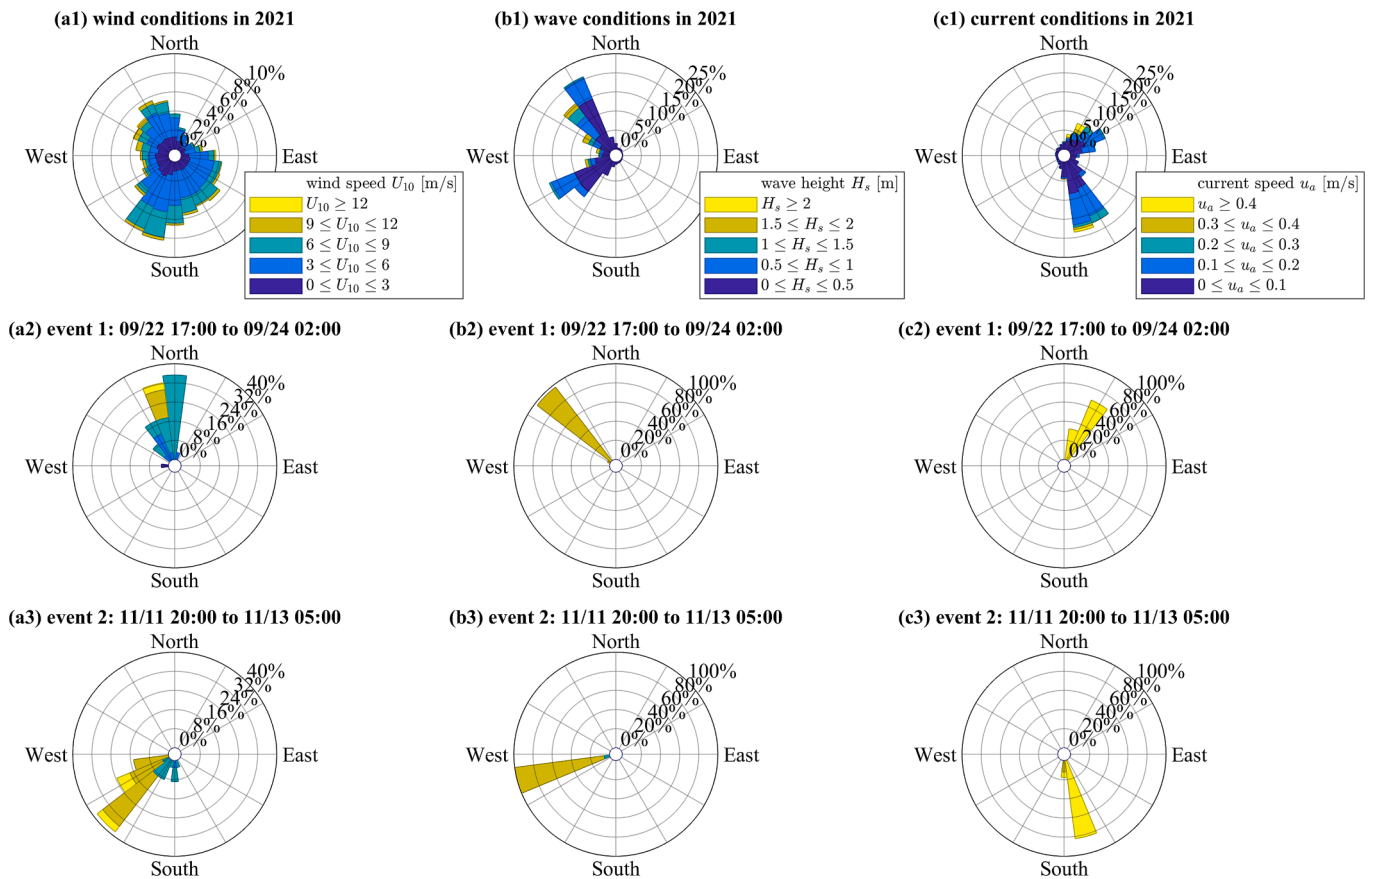 (a1) wind conditions in 2021
North
10%
8%
6%
4%
2%
0%
West
East
South
wind speed U₁₀ [m/s]
U₁₀ ≥ 12
9 ≤ U₁₀ ≤ 12
6 ≤ U₁₀ ≤ 9
3 ≤ U₁₀ ≤ 6
0 ≤ U₁₀ ≤ 3
(b1) wave conditions in 2021
North
25%
20%
15%
10%
5%
0%
West
East
South
wave height Hₛ [m]
Hₛ ≥ 2
1.5 ≤ Hₛ ≤ 2
1 ≤ Hₛ ≤ 1.5
0.5 ≤ Hₛ ≤ 1
0 ≤ Hₛ ≤ 0.5
(c1) current conditions in 2021
North
25%
20%
15%
10%
5%
0%
West
East
South
current speed uₐ [m/s]
uₐ ≥ 0.4
0.3 ≤ uₐ ≤ 0.4
0.2 ≤ uₐ ≤ 0.3
0.1 ≤ uₐ ≤ 0.2
0 ≤ uₐ ≤ 0.1
(a2) event 1: 09/22 17:00 to 09/24 02:00
North
40%
32%
24%
16%
8%
0%
West
East
South
(b2) event 1: 09/22 17:00 to 09/24 02:00
North
100%
80%
60%
40%
20%
0%
West
East
South
(c2) event 1: 09/22 17:00 to 09/24 02:00
North
100%
80%
60%
40%
20%
0%
West
East
South
(a3) event 2: 11/11 20:00 to 11/13 05:00
North
40%
32%
24%
16%
8%
0%
West
East
South
(b3) event 2: 11/11 20:00 to 11/13 05:00
North
100%
80%
60%
40%
20%
0%
West
East
South
(c3) event 2: 11/11 20:00 to 11/13 05:00
North
100%
80%
60%
40%
20%
0%
West
East
South